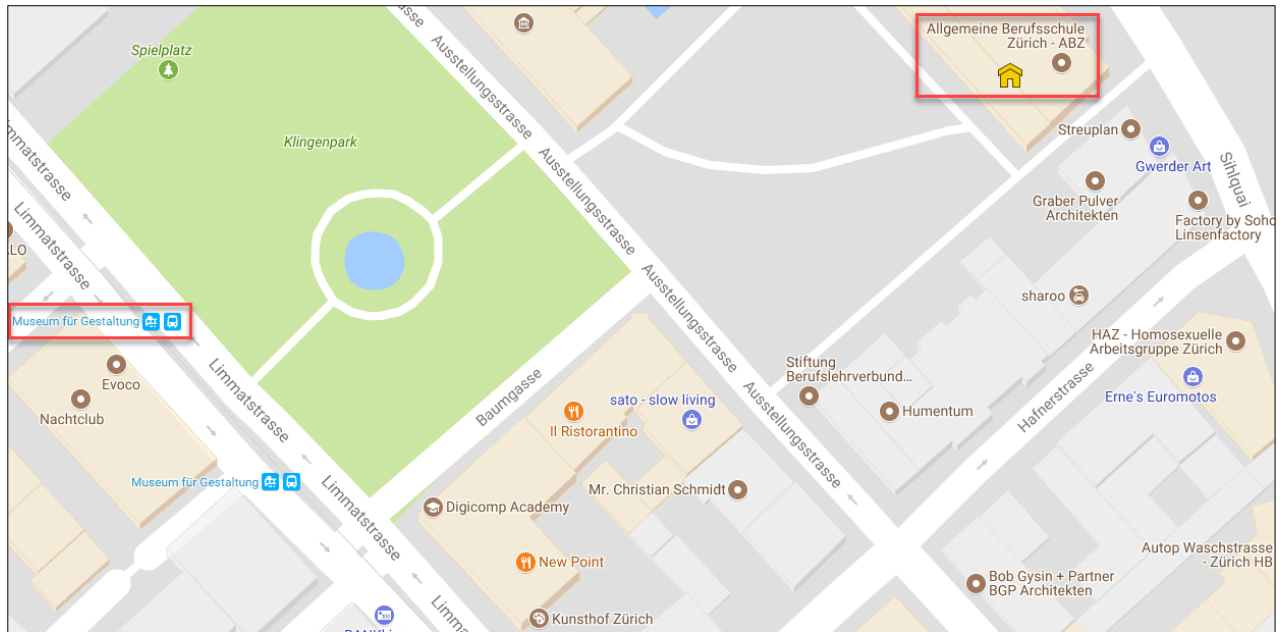 Allgemeine Berufsschule
Zürich - ABZ
Spielplatz
Ausstellungsstrasse
Klingenpark
Streuplan
Gwerder Art
Sihlquai
Limmatstrasse
Ausstellungsstrasse
Graber Pulver
Architekten
Factory by Soho
Linsenfactory
Limmatstrasse
LO
Ausstellungsstrasse
sharoo
Museum für Gestaltung
HAZ - Homosexuelle
Arbeitsgruppe Zürich
Evoco
Limmatstrasse
Baumgasse
Stiftung
Berufslehrverbund...
Erne's Euromotos
sato - slow living
Nachtclub
Il Ristorantino
Humentum
Hafnerstrasse
Ausstellungsstrasse
Museum für Gestaltung
Mr. Christian Schmidt
Digicomp Academy
Limmatstrasse
New Point
Autop Waschstrasse
- Zürich HB
Bob Gysin + Partner
BGP Architekten
Kunsthof Zürich